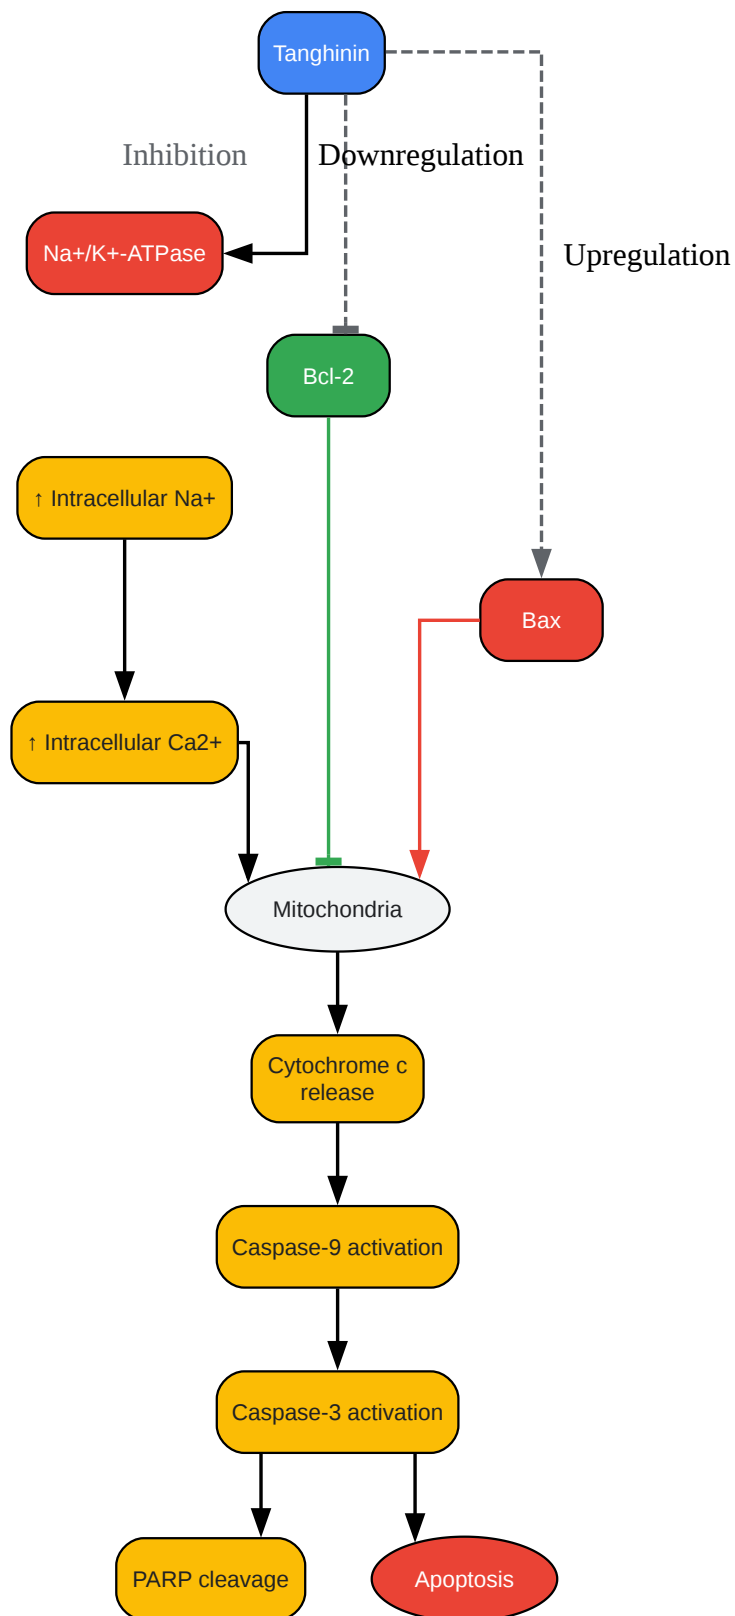 Tanghinin
Inhibition
Downregulation
Na+/K+-ATPase
Upregulation
Bcl-2
↑ Intracellular Na+
Bax
↑ Intracellular Ca2+
Mitochondria
Cytochrome c
release
Caspase-9 activation
Caspase-3 activation
PARP cleavage
Apoptosis